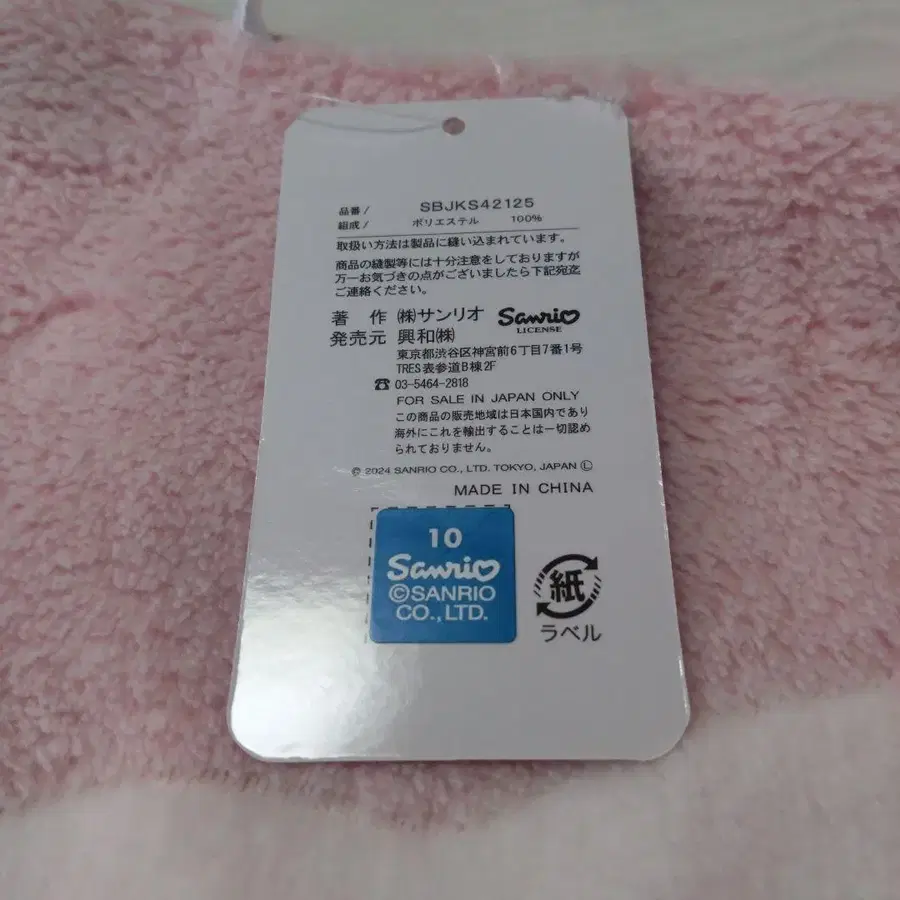 品番/ SBJKS42125
組成/ ポリエステル 100%
取扱い方法は製品に縫い込まれています。
商品の縫製等には十分注意をしておりますが
万一お気づきの点がございましたら下記宛迄
ご連絡ください。
著 作 ㈱サンリオ Sanrio
LICENSE
発売元 興和㈱
東京都渋谷区神宮前6丁目7番1号
TRES表参道B棟2F
☎ 03-5464-2818
FOR SALE IN JAPAN ONLY
この商品の販売地域は日本国内であり
海外にこれを輸出することは一切認め
られておりません。
© 2024 SANRIO CO., LTD. TOKYO, JAPAN Ⓛ
MADE IN CHINA
10
Sanrio
©SANRIO
CO.,LTD.
紙
ラベル